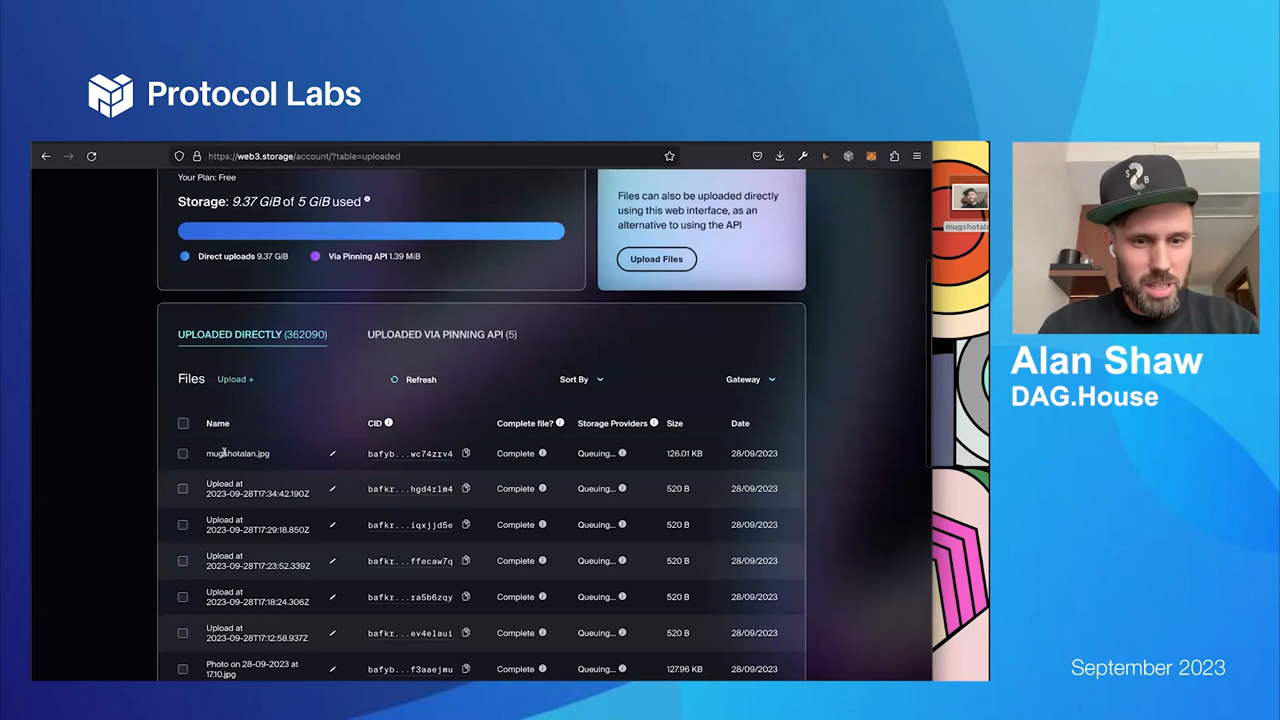 Protocol Labs
https://web3.storage/account/?table=uploaded
Your Plan: Free
Storage: 9.37 GiB of 5 GiB used
Direct uploads 9.37 GiB
Via Pinning API 1.39 MiB
Files can also be uploaded directly
using this web interface, as an
alternative to using the API
Upload Files
mugshotala
UPLOADED DIRECTLY (362090)
UPLOADED VIA PINNING API (5)
Files
Upload +
Refresh
Sort By
Gateway
Name
CID
Complete file?
Storage Providers
Size
Date
mugshotalan.jpg
bafyb...wc74zrv4
Complete
Queuing...
126.01 KB
28/09/2023
Upload at
2023-09-28T17:34:42.190Z
bafkr...hgd4rlm4
Complete
Queuing...
520 B
28/09/2023
Upload at
2023-09-28T17:29:18.850Z
bafkr...iqxjjd5e
Complete
Queuing...
520 B
28/09/2023
Upload at
2023-09-28T17:23:52.339Z
bafkr...ffecaw7q
Complete
Queuing...
520 B
28/09/2023
Upload at
2023-09-28T17:18:24.306Z
bafkr...ra5b6zqy
Complete
Queuing...
520 B
28/09/2023
Upload at
2023-09-28T17:12:58.937Z
bafkr...ev4elaui
Complete
Queuing...
520 B
28/09/2023
Photo on 28-09-2023 at
17.10.jpg
bafyb...f3aaejmu
Complete
Queuing...
127.96 KB
28/09/2023
S B
Alan Shaw
DAG.House
September 2023